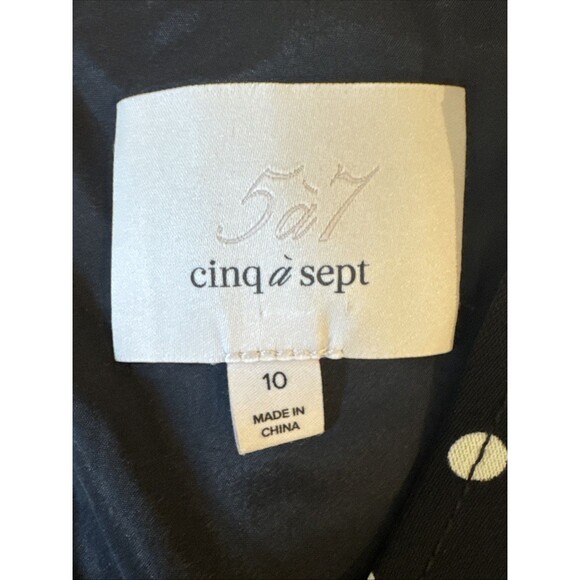 5à7
cinq à sept
10
MADE IN
CHINA